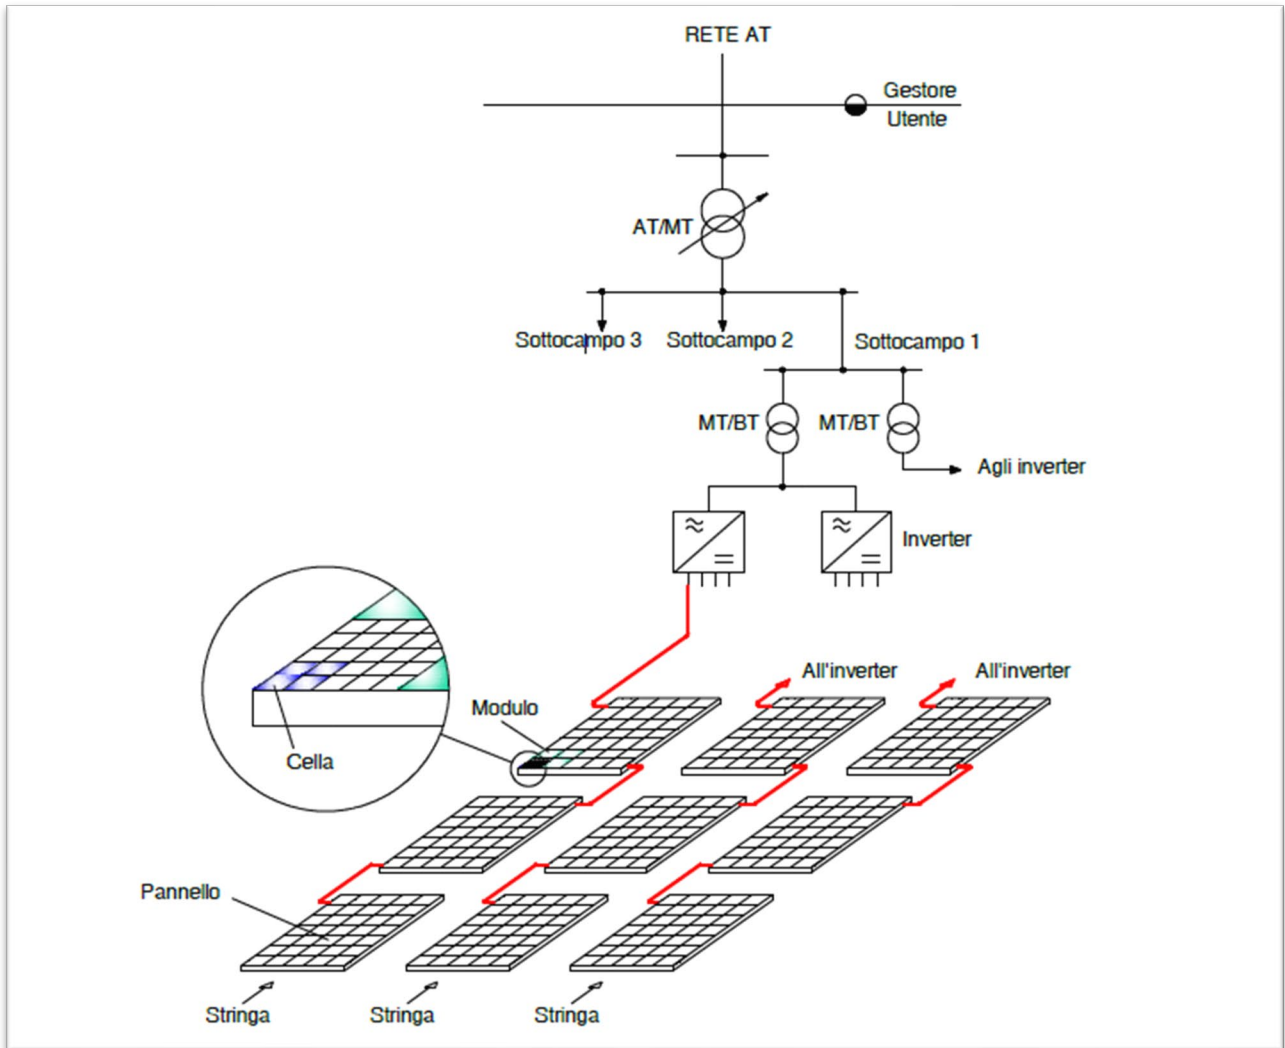 RETE AT
Gestore
Utente
AT/MT
Sottocampo 3
Sottocampo 2
Sottocampo 1
MT/BT
MT/BT
Agli inverter
Inverter
All'inverter
All'inverter
Modulo
Cella
Pannello
Stringa
Stringa
Stringa